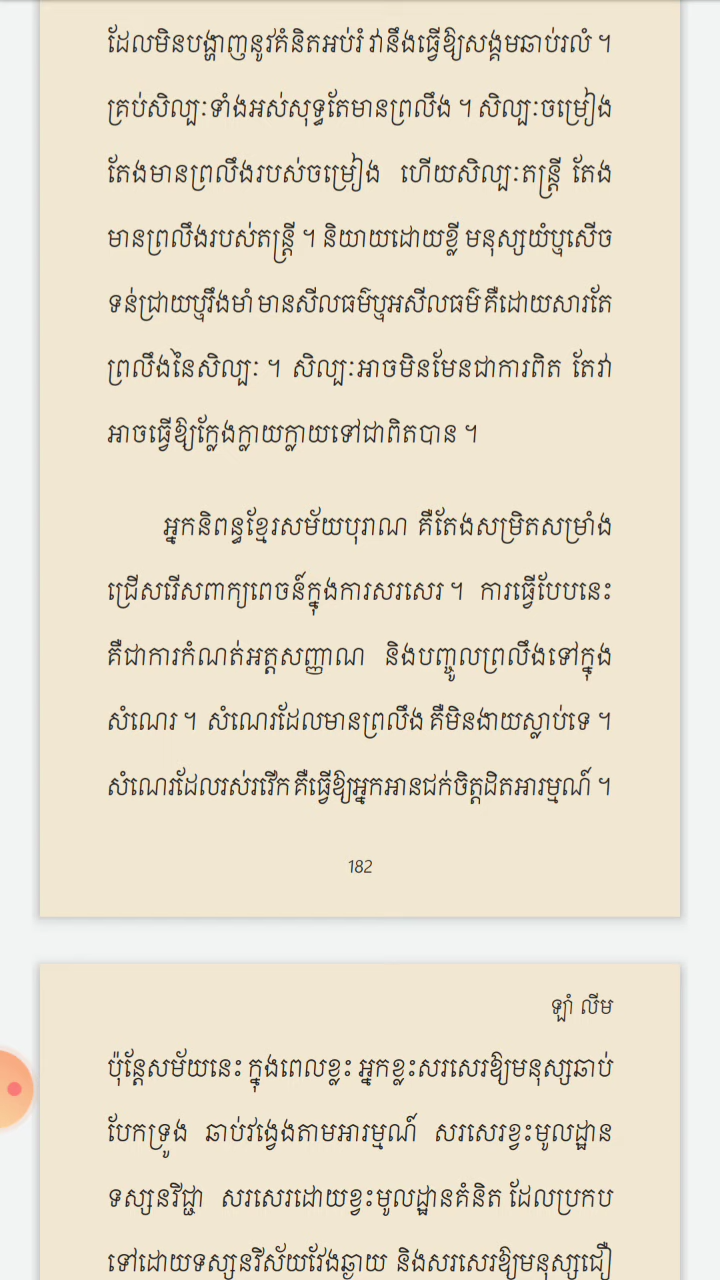 ដែលមិនបង្ហាញនូវគំនិតអប់រំ វានឹងធ្វើឱ្យសង្គមឆាប់រលំ ។
គ្រប់សិល្បៈទាំងអស់សុទ្ធតែមានព្រលឹង ។ សិល្បៈចម្រៀង
តែងមានព្រលឹងរបស់ចម្រៀង ហើយសិល្បៈតន្ត្រី តែង
មានព្រលឹងរបស់តន្ត្រី ។ និយាយដោយខ្លី មនុស្សយំឬសើច
ទន់ជ្រាយឬរឹងមាំ មានសីលធម៌ឬអសីលធម៌ គឺដោយសារតែ
ព្រលឹងនៃសិល្បៈ ។ សិល្បៈអាចមិនមែនជាការពិត តែវា
អាចធ្វើឱ្យក្លែងក្លាយក្លាយទៅជាពិតបាន ។
អ្នកនិពន្ធខ្មែរសម័យបុរាណ គឺតែងសម្រិតសម្រាំង
ជ្រើសរើសពាក្យពេចន៍ក្នុងការសរសេរ ។ ការធ្វើបែបនេះ
គឺជាការកំណត់អត្តសញ្ញាណ និងបញ្ចូលព្រលឹងទៅក្នុង
សំណេរ ។ សំណេរដែលមានព្រលឹង គឺមិនងាយស្លាប់ទេ ។
សំណេរដែលរស់រវើក គឺធ្វើឱ្យអ្នកអានជក់ចិត្តដិតអារម្មណ៍ ។
182
ឡាំ លីម
ប៉ុន្តែសម័យនេះ ក្នុងពេលខ្លះ អ្នកខ្លះសរសេរឱ្យមនុស្សឆាប់
បែកទ្រូង ឆាប់វង្វេងតាមអារម្មណ៍ សរសេរខ្វះមូលដ្ឋាន
ទស្សនវិជ្ជា សរសេរដោយខ្វះមូលដ្ឋានគំនិត ដែលប្រកប
ទៅដោយទស្សនវិស័យវែងឆ្ងាយ និងសរសេរឱ្យមនុស្សជឿ